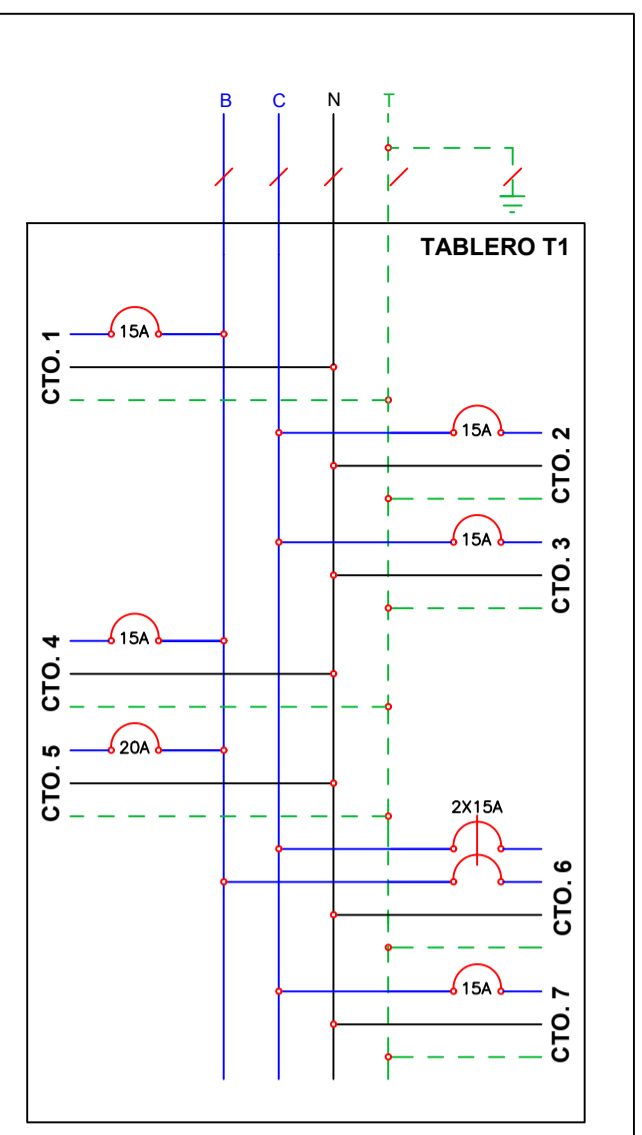 B
C
N
T
TABLERO T1
CTO. 1
15A
15A
CTO. 2
15A
CTO. 3
CTO. 4
15A
CTO. 5
20A
2X15A
CTO. 6
15A
CTO. 7